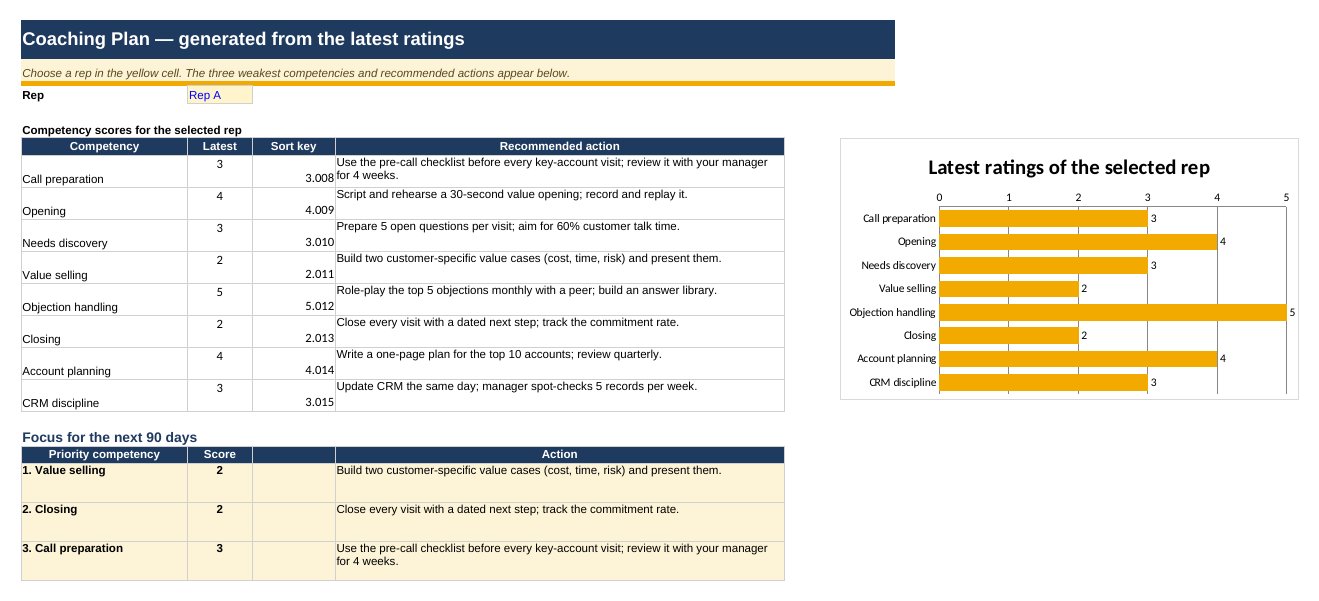 Coaching Plan — generated from the latest ratings
Choose a rep in the yellow cell. The three weakest competencies and recommended actions appear below.
Rep Rep A
Competency scores for the selected rep
Competency Latest Sort key Recommended action
Call preparation 3 3.008 Use the pre-call checklist before every key-account visit; review it with your manager
for 4 weeks.
Opening 4 4.009 Script and rehearse a 30-second value opening; record and replay it.
Needs discovery 3 3.010 Prepare 5 open questions per visit; aim for 60% customer talk time.
Value selling 2 2.011 Build two customer-specific value cases (cost, time, risk) and present them.
Objection handling 5 5.012 Role-play the top 5 objections monthly with a peer; build an answer library.
Closing 2 2.013 Close every visit with a dated next step; track the commitment rate.
Account planning 4 4.014 Write a one-page plan for the top 10 accounts; review quarterly.
CRM discipline 3 3.015 Update CRM the same day; manager spot-checks 5 records per week.
Latest ratings of the selected rep
0 1 2 3 4 5
Call preparation 3
Opening 4
Needs discovery 3
Value selling 2
Objection handling 5
Closing 2
Account planning 4
CRM discipline 3
Focus for the next 90 days
Priority competency Score Action
1. Value selling 2 Build two customer-specific value cases (cost, time, risk) and present them.
2. Closing 2 Close every visit with a dated next step; track the commitment rate.
3. Call preparation 3 Use the pre-call checklist before every key-account visit; review it with your manager
for 4 weeks.